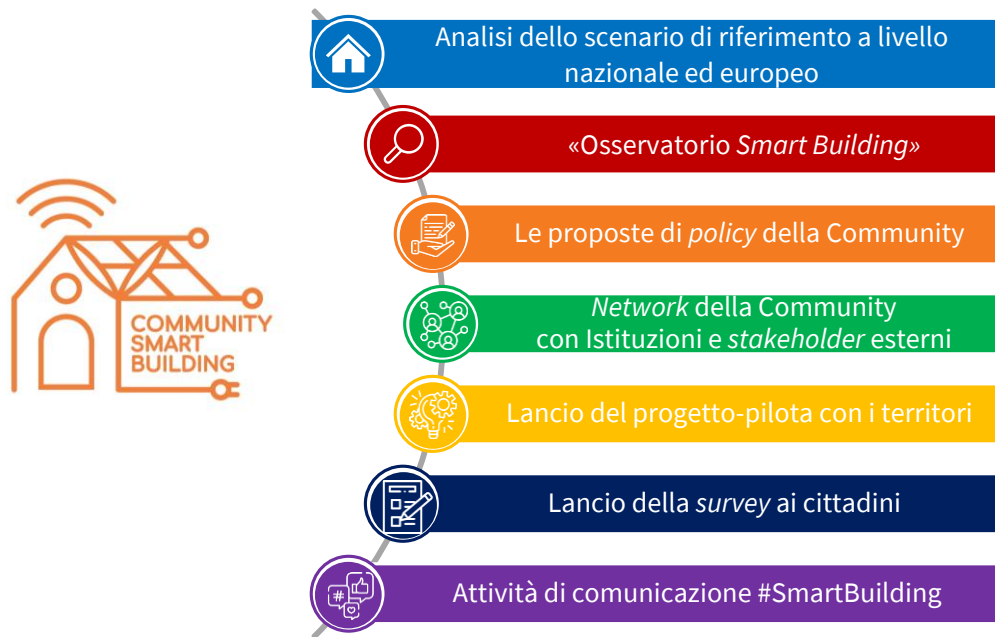 COMMUNITY
SMART
BUILDING
Analisi dello scenario di riferimento a livello
nazionale ed europeo
«Osservatorio Smart Building»
Le proposte di policy della Community
Network della Community
con Istituzioni e stakeholder esterni
Lancio del progetto-pilota con i territori
Lancio della survey ai cittadini
#
Attività di comunicazione #SmartBuilding